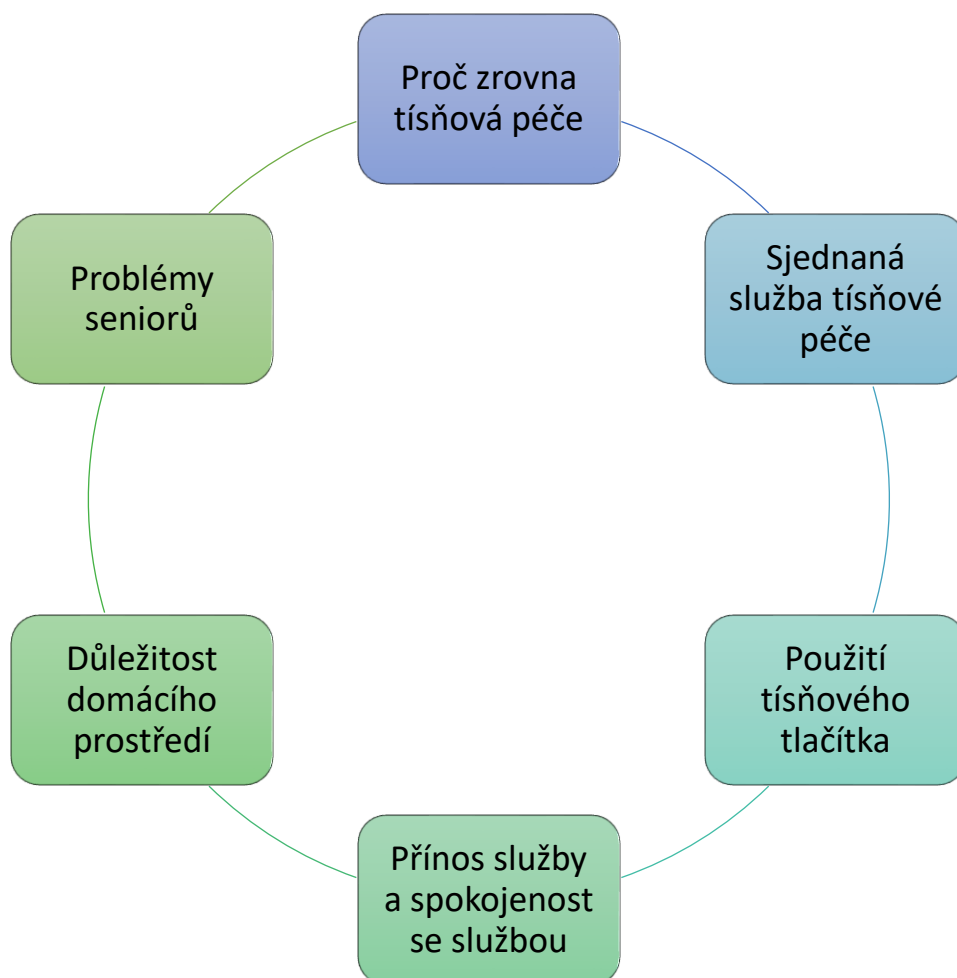 Proč zrovna
tísňová péče
Sjednaná
služba tísňové
péče
Použití
tísňového
tlačítka
Přínos služby
a spokojenost
se službou
Důležitost
domácího
prostředí
Problémy
seniorů